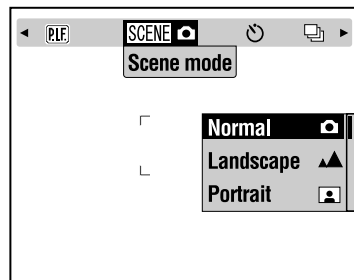 P.I.F. SCENE
Scene mode
Normal
Landscape
Portrait